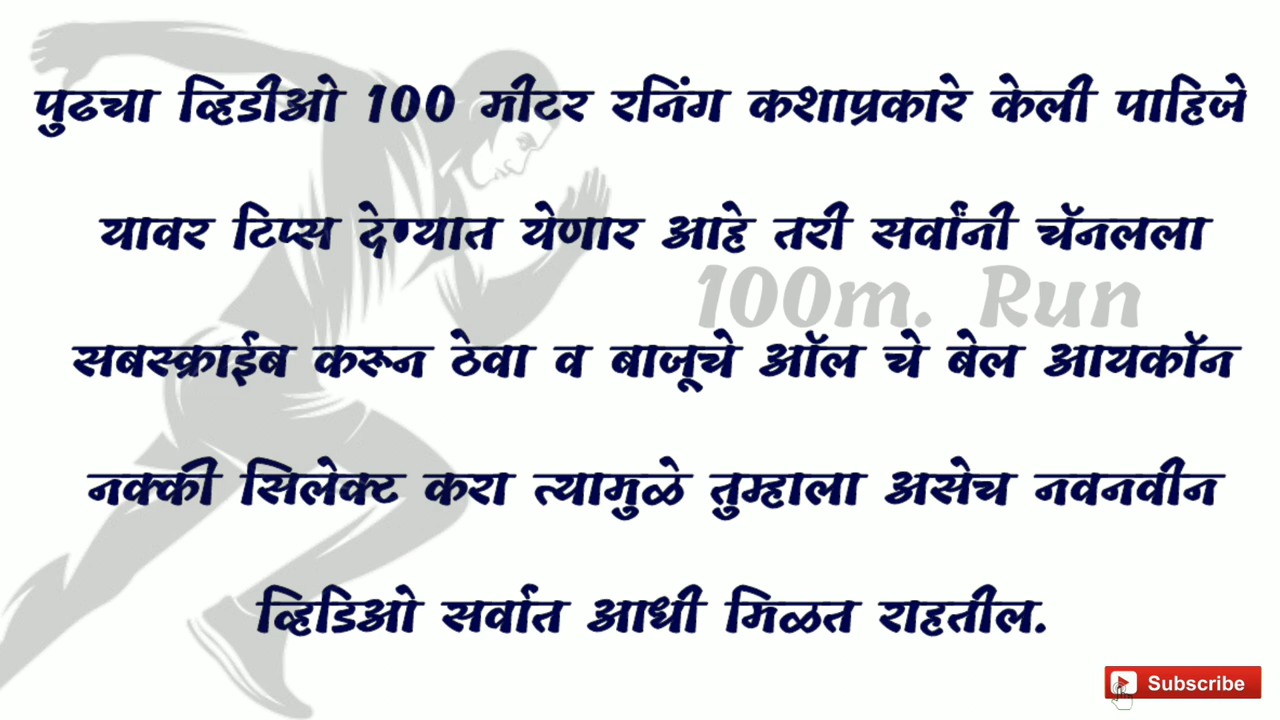 पुढचा व्हिडीओ 100 मीटर रनिंग कशाप्रकारे केली पाहिजे
यावर टिप्स देण्यात येणार आहे तरी सर्वांनी चॅनलला
100m. Run
सबस्क्राईब करून ठेवा व बाजूचे ऑल चे बेल आयकॉन
नक्की सिलेक्ट करा त्यामुळे तुम्हाला असेच नवनवीन
व्हिडिओ सर्वात आधी मिळत राहतील.
Subscribe